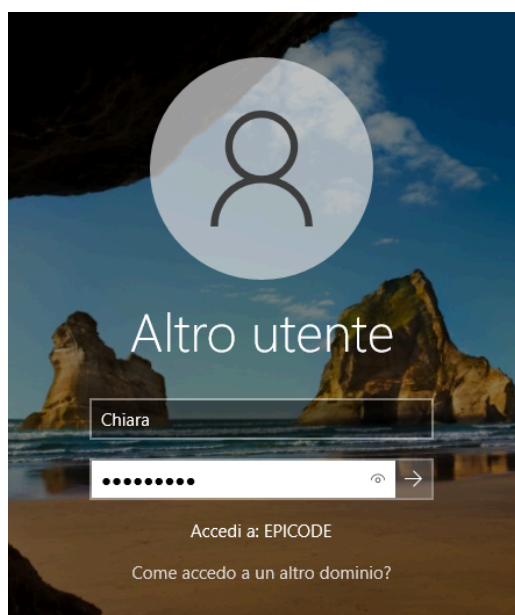 Altro utente
Chiara
•••••••••
Accedi a: EPICODE
Come accedo a un altro dominio?